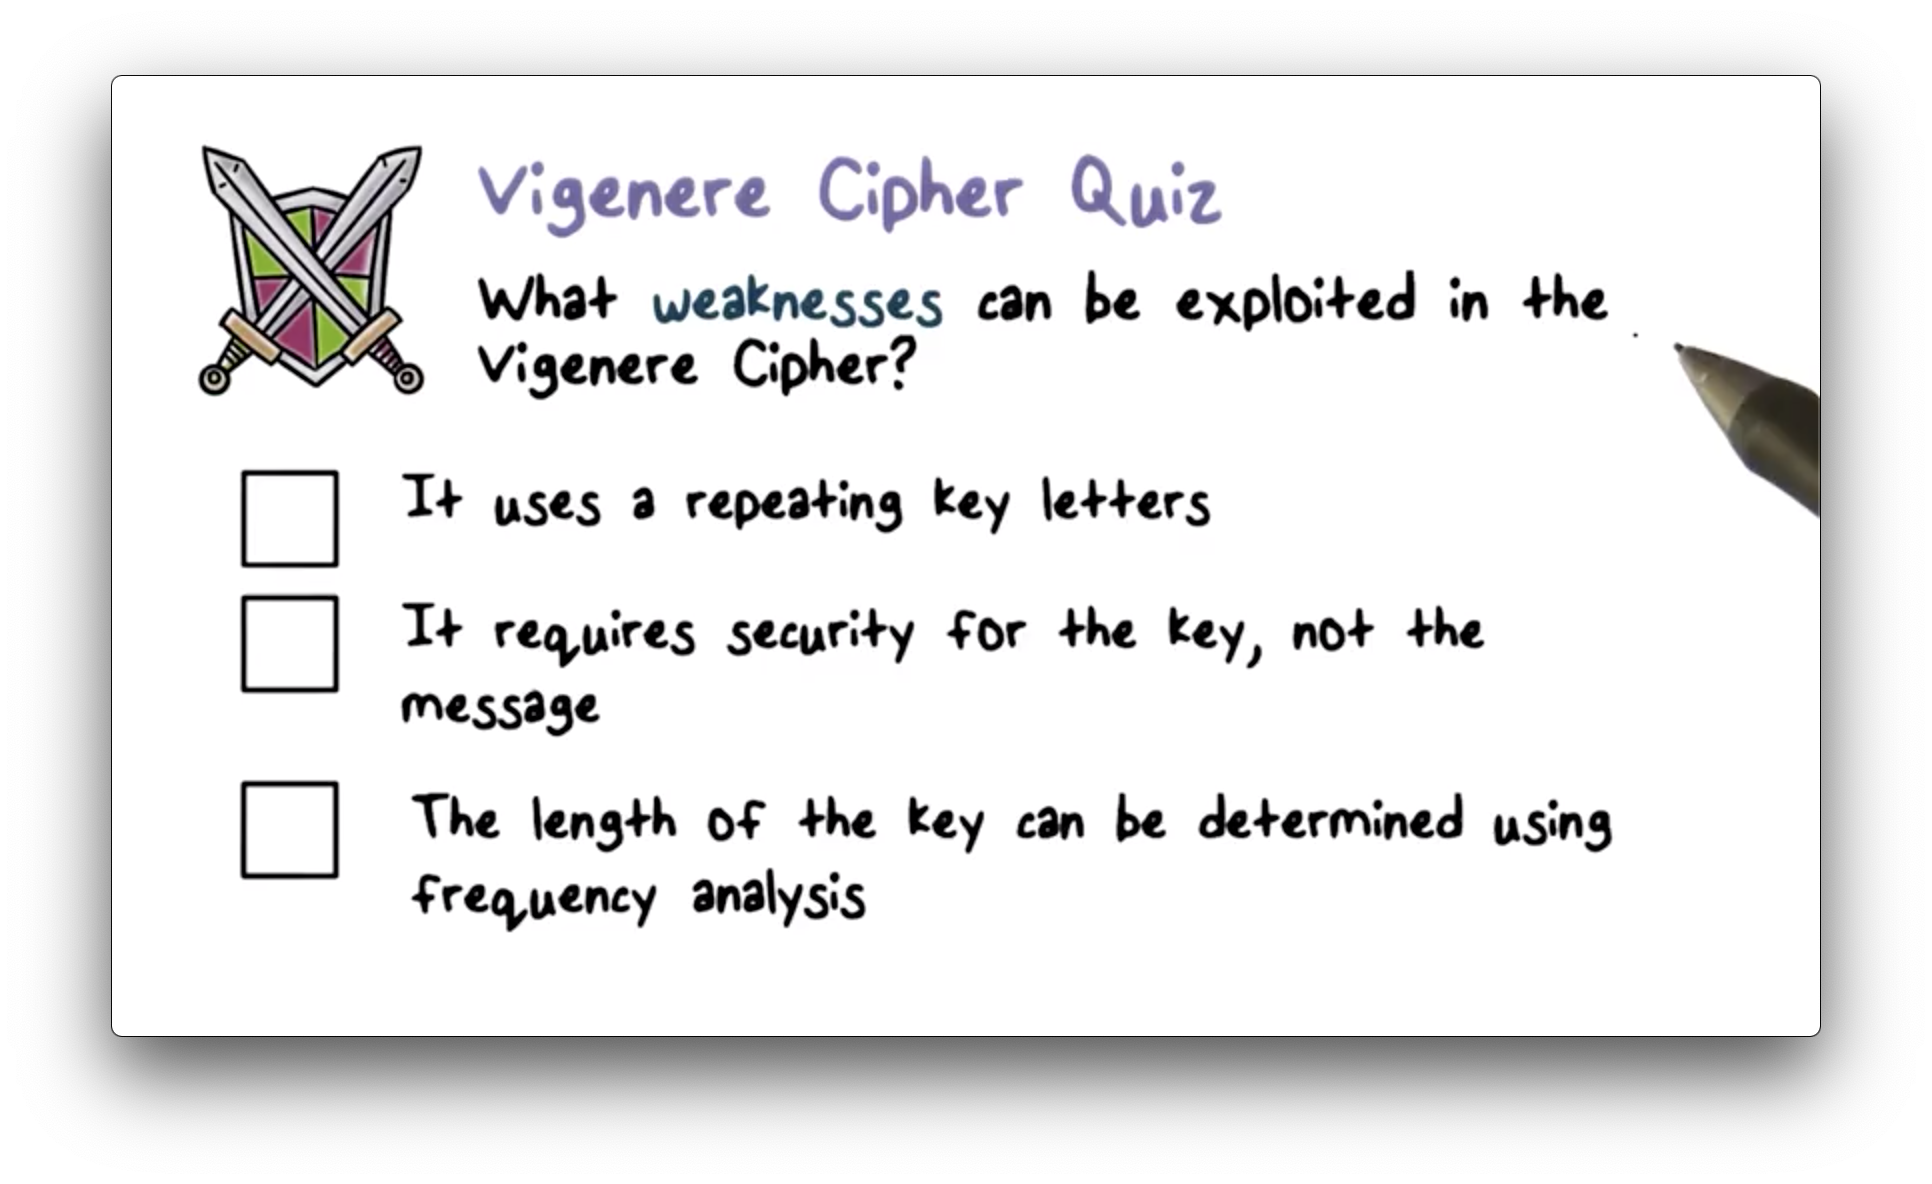 Vigenere Cipher Quiz
What weaknesses can be exploited in the
Vigenere Cipher?
It uses a repeating key letters
It requires security for the key, not the
message
The length of the key can be determined using
frequency analysis